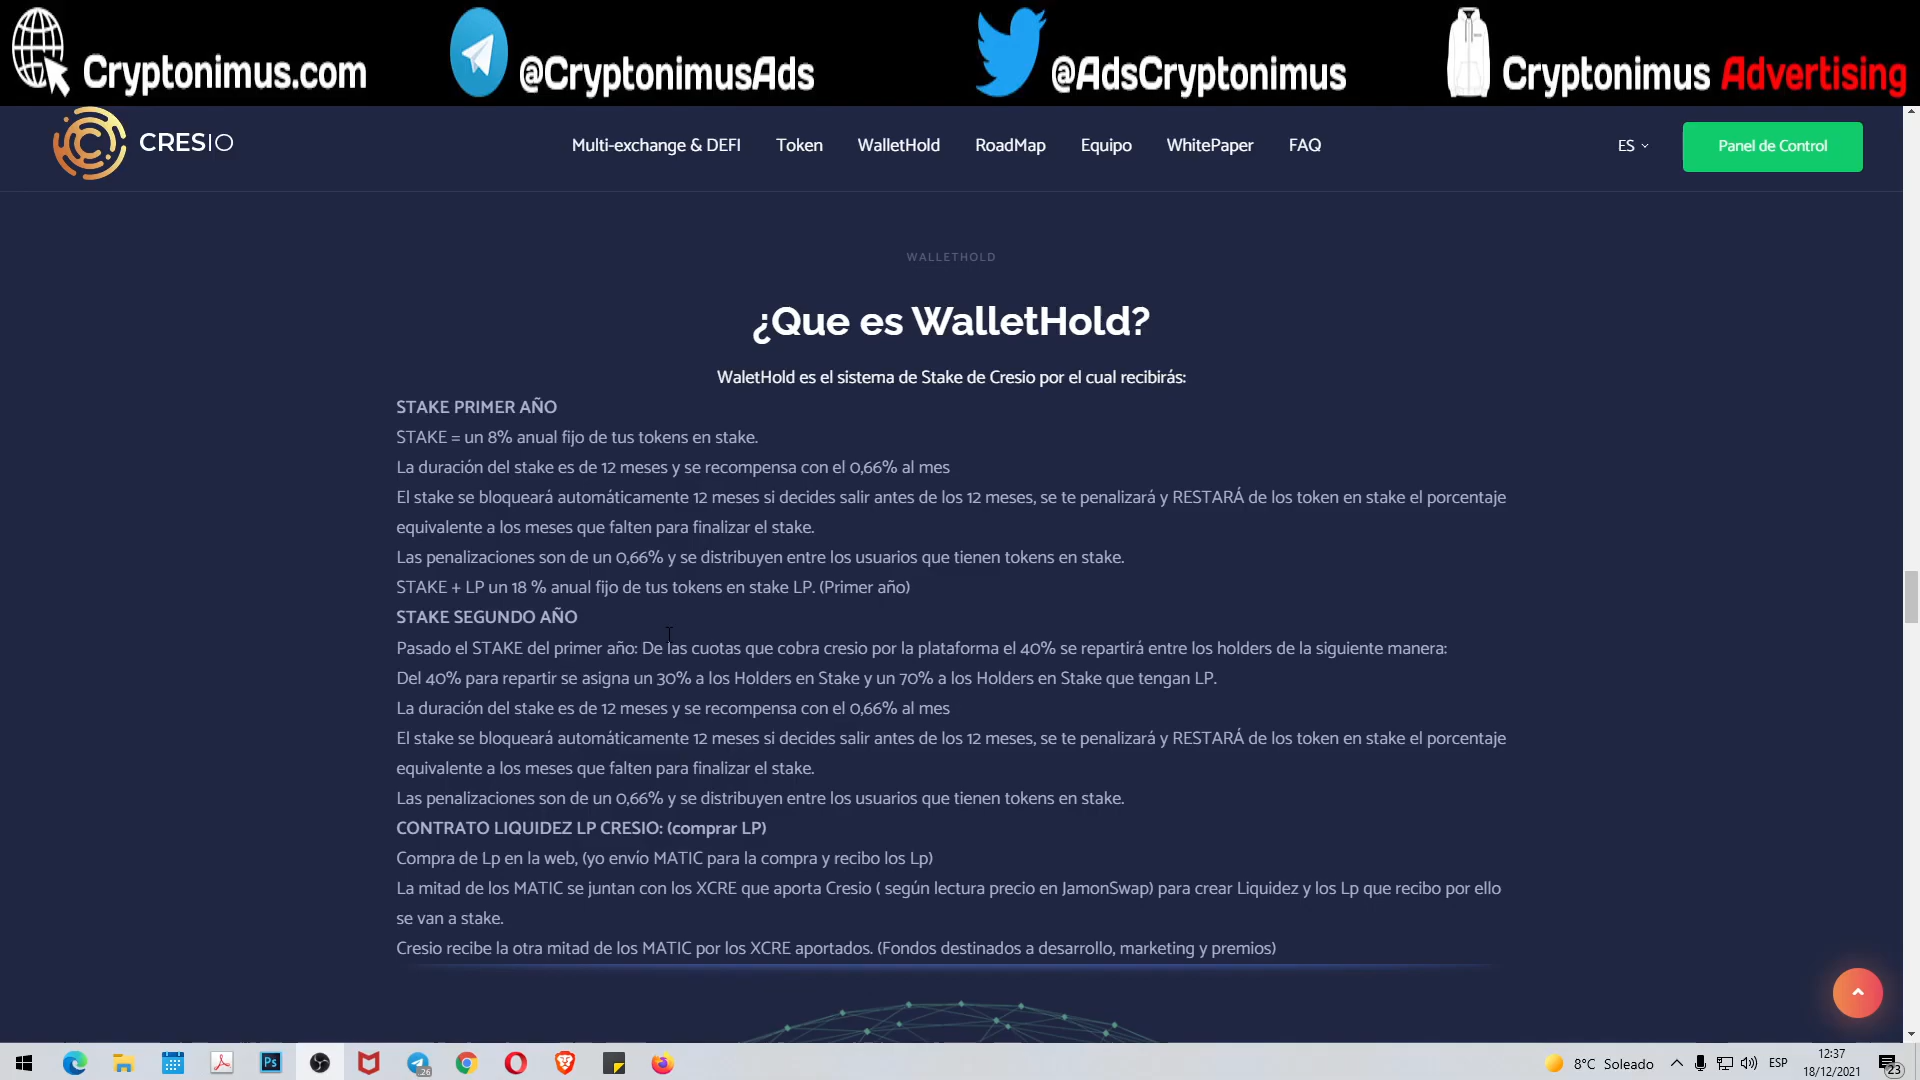 Cryptonimus.com
@CryptonimusAds
@AdsCryptonimus
Cryptonimus Advertising
CRESIO
Multi-exchange & DEFI
Token
WalletHold
RoadMap
Equipo
WhitePaper
FAQ
ES
Panel de Control
WALLETHOLD
¿Que es WalletHold?
WaletHold es el sistema de Stake de Cresio por el cual recibirás:
STAKE PRIMER AÑO
STAKE = un 8% anual fijo de tus tokens en stake.
La duración del stake es de 12 meses y se recompensa con el 0,66% al mes
El stake se bloqueará automáticamente 12 meses si decides salir antes de los 12 meses, se te penalizará y RESTARÁ de los token en stake el porcentaje
equivalente a los meses que falten para finalizar el stake.
Las penalizaciones son de un 0,66% y se distribuyen entre los usuarios que tienen tokens en stake.
STAKE + LP un 18 % anual fijo de tus tokens en stake LP. (Primer año)
STAKE SEGUNDO AÑO
Pasado el STAKE del primer año: De las cuotas que cobra cresio por la plataforma el 40% se repartirá entre los holders de la siguiente manera:
Del 40% para repartir se asigna un 30% a los Holders en Stake y un 70% a los Holders en Stake que tengan LP.
La duración del stake es de 12 meses y se recompensa con el 0,66% al mes
El stake se bloqueará automáticamente 12 meses si decides salir antes de los 12 meses, se te penalizará y RESTARÁ de los token en stake el porcentaje
equivalente a los meses que falten para finalizar el stake.
Las penalizaciones son de un 0,66% y se distribuyen entre los usuarios que tienen tokens en stake.
CONTRATO LIQUIDEZ LP CRESIO: (comprar LP)
Compra de Lp en la web, (yo envío MATIC para la compra y recibo los Lp)
La mitad de los MATIC se juntan con los XCRE que aporta Cresio ( según lectura precio en JamonSwap) para crear Liquidez y los Lp que recibo por ello
se van a stake.
Cresio recibe la otra mitad de los MATIC por los XCRE aportados. (Fondos destinados a desarrollo, marketing y premios)
Ps
26
8°C Soleado
ESP
12:37
18/12/2021
23